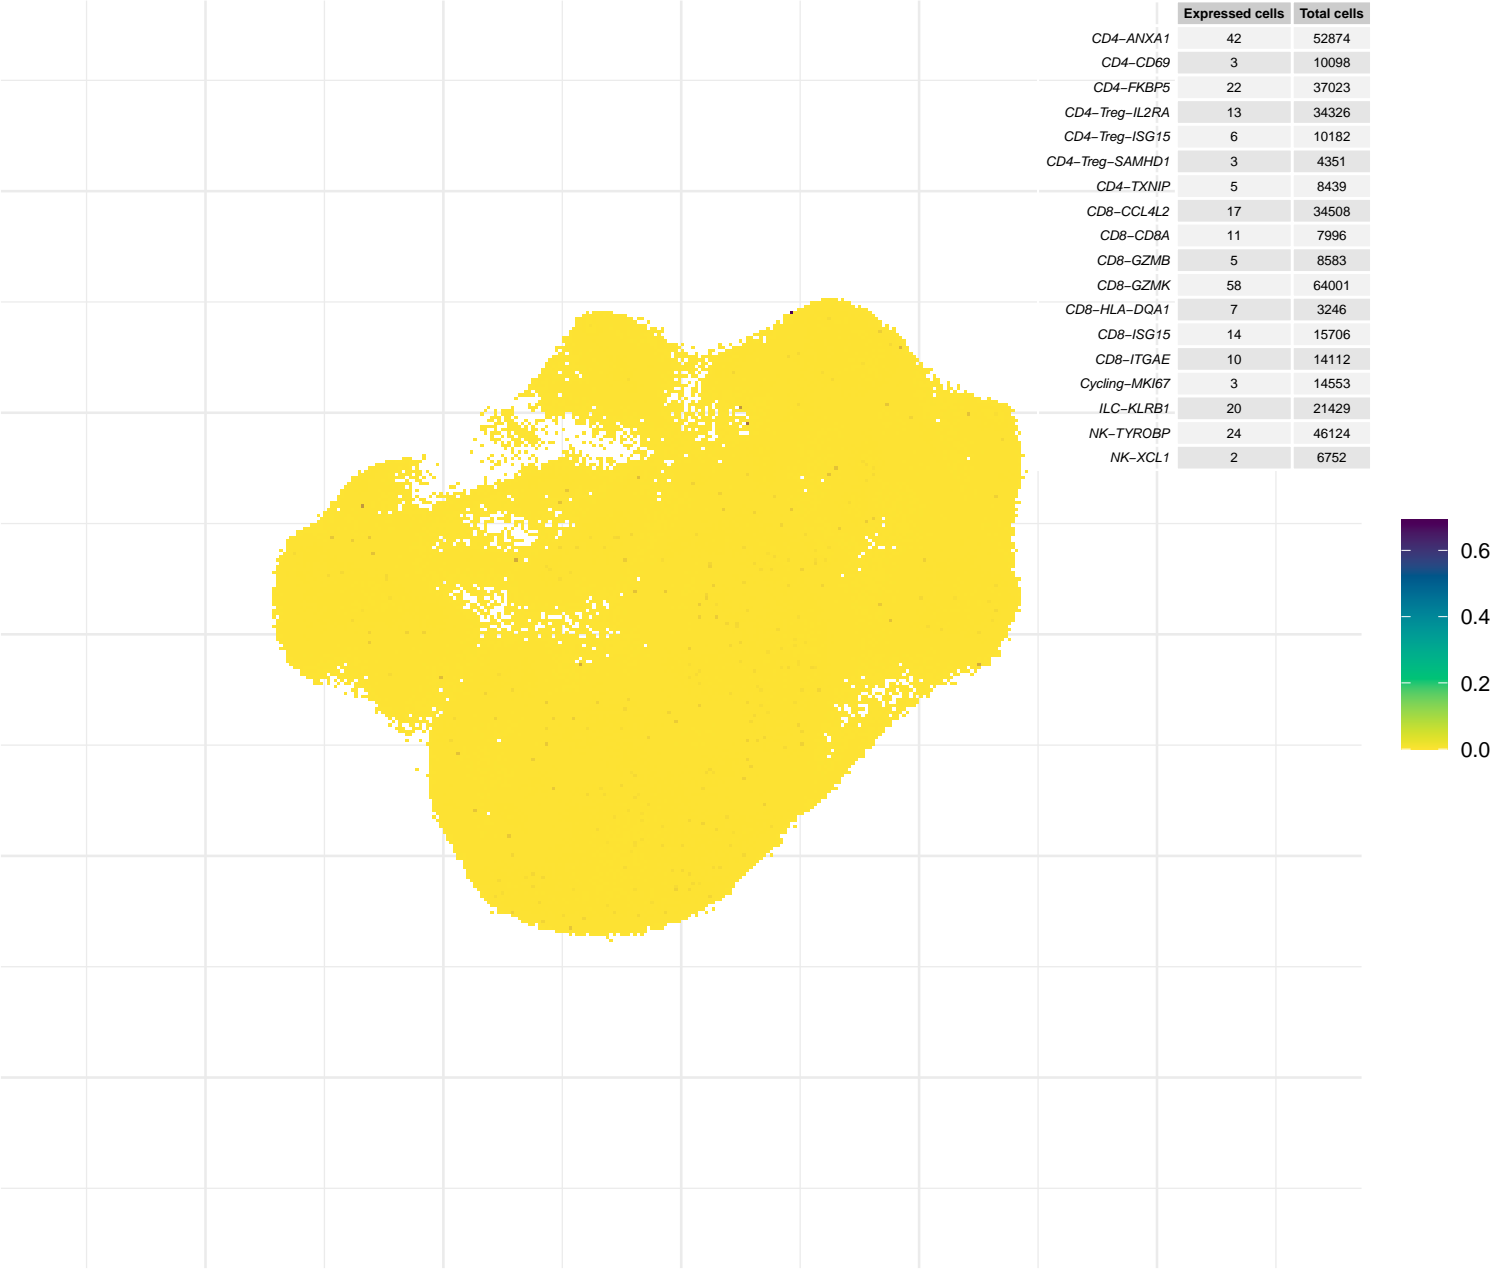 Expressed cells Total cells
CD4−ANXA1 42 52874
CD4−CD69 3 10098
CD4−FKBP5 22 37023
CD4−Treg−IL2RA 13 34326
CD4−Treg−ISG15 6 10182
CD4−Treg−SAMHD1 3 4351
CD4−TXNIP 5 8439
CD8−CCL4L2 17 34508
CD8−CD8A 11 7996
CD8−GZMB 5 8583
CD8−GZMK 58 64001
CD8−HLA−DQA1 7 3246
CD8−ISG15 14 15706
CD8−ITGAE 10 14112
Cycling−MKI67 3 14553
ILC−KLRB1 20 21429
NK−TYROBP 24 46124
NK−XCL1 2 6752
0.6
0.4
0.2
0.0